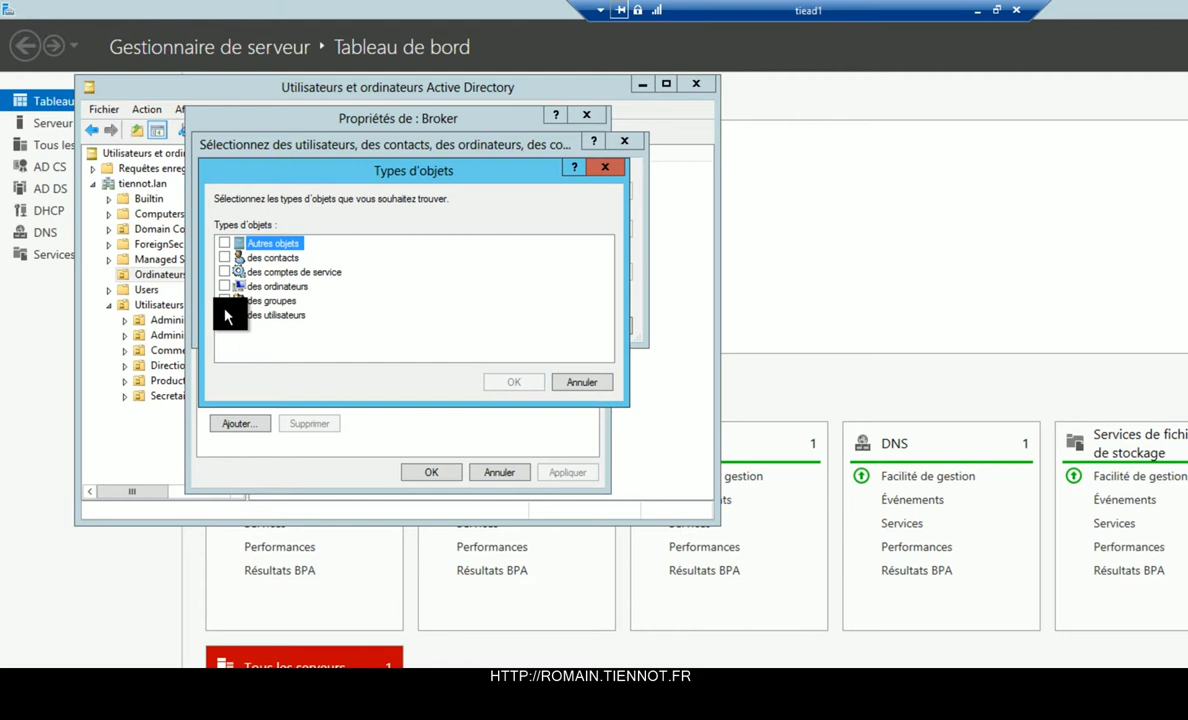 tiead1
Gestionnaire de serveur ‣ Tableau de bord
Tableau
Serveur
Tous les
AD CS
AD DS
DHCP
DNS
Services
Utilisateurs et ordinateurs Active Directory
Fichier Action
Utilisateurs et ordi
Requêtes enreg
tiennot.lan
Builtin
Computers
Domain Co
ForeignSec
Managed S
Ordinateurs
Users
Utilisateurs
Admini
Admini
Comme
Directio
Product
Secretai
Propriétés de : Broker
Sélectionnez des utilisateurs, des contacts, des ordinateurs, des co...
Types d'objets
Sélectionnez les types d'objets que vous souhaitez trouver.
Types d'objets :
Autres objets
des contacts
des comptes de service
des ordinateurs
des groupes
des utilisateurs
OK Annuler
Ajouter... Supprimer
OK Annuler Appliquer
1
gestion
Performances
Résultats BPA
Performances
Résultats BPA
Performances
Résultats BPA
DNS 1
Facilité de gestion
Événements
Services
Performances
Résultats BPA
Services de fichi
de stockage
Facilité de gestion
Événements
Services
Performances
Résultats BPA
Tous les serveurs 1
HTTP://ROMAIN.TIENNOT.FR